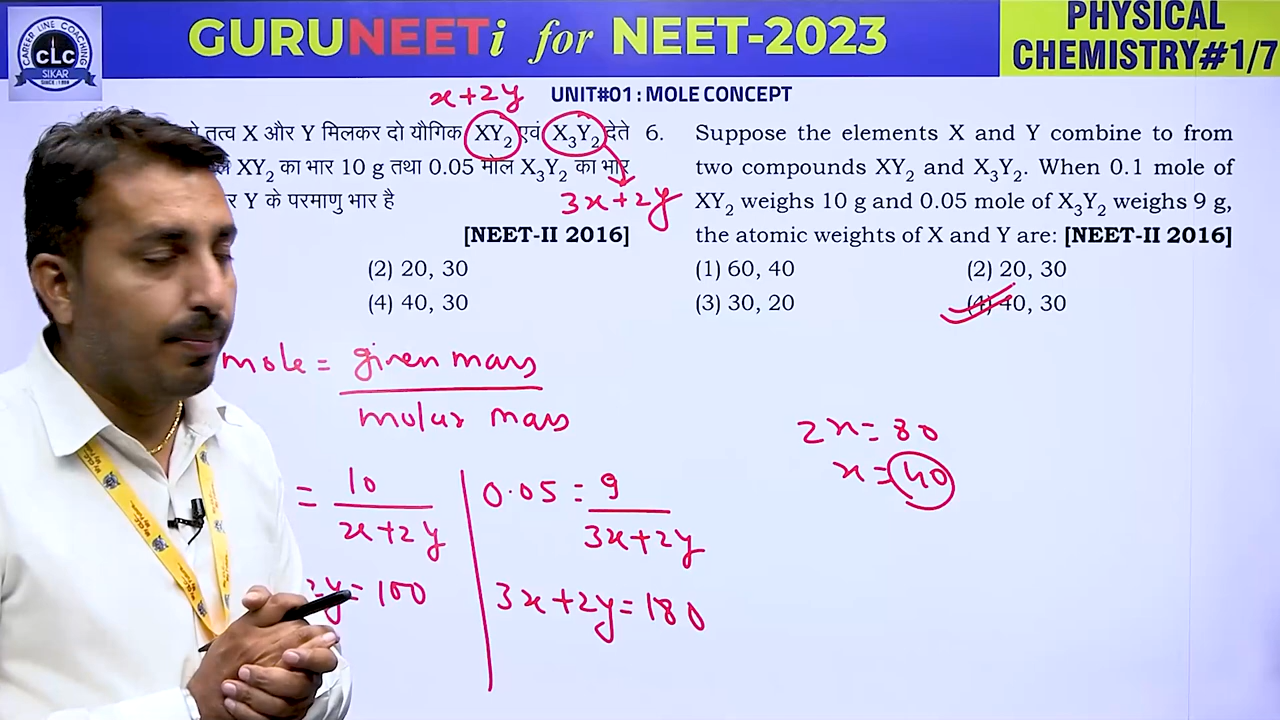 GURUNEETi for NEET-2023
PHYSICAL
CHEMISTRY#1/7
CAREER LINE COACHING
CLC
SIKAR
SINCE : 1996
UNIT#01 : MOLE CONCEPT
x+2y
तत्व X और Y मिलकर दो यौगिक XY₂ एवं X₃Y₂ देते
XY₂ का भार 10 g तथा 0.05 मोल X₃Y₂ का भार
र Y के परमाणु भार है
3x+2y
[NEET-II 2016]
(2) 20, 30
(4) 40, 30
6. Suppose the elements X and Y combine to from
two compounds XY₂ and X₃Y₂. When 0.1 mole of
XY₂ weighs 10 g and 0.05 mole of X₃Y₂ weighs 9 g,
the atomic weights of X and Y are: [NEET-II 2016]
(1) 60, 40 (2) 20, 30
(3) 30, 20 (4) 40, 30
mole = given mass
molar mass
= 10
x+2y
2y= 100
0.05 = 9
3x+2y
3x+2y= 180
2x= 80
x= 40